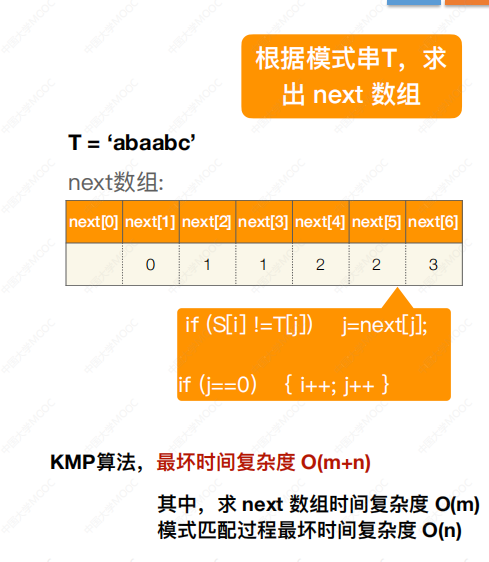 根据模式串T，求
出 next 数组
T = ‘abaabc’
next数组:
next[0] next[1] next[2] next[3] next[4] next[5] next[6]
0 1 1 2 2 3
if (S[i] !=T[j]) j=next[j];
if (j==0) { i++; j++ }
KMP算法，最坏时间复杂度 O(m+n)
其中，求 next 数组时间复杂度 O(m)
模式匹配过程最坏时间复杂度 O(n)